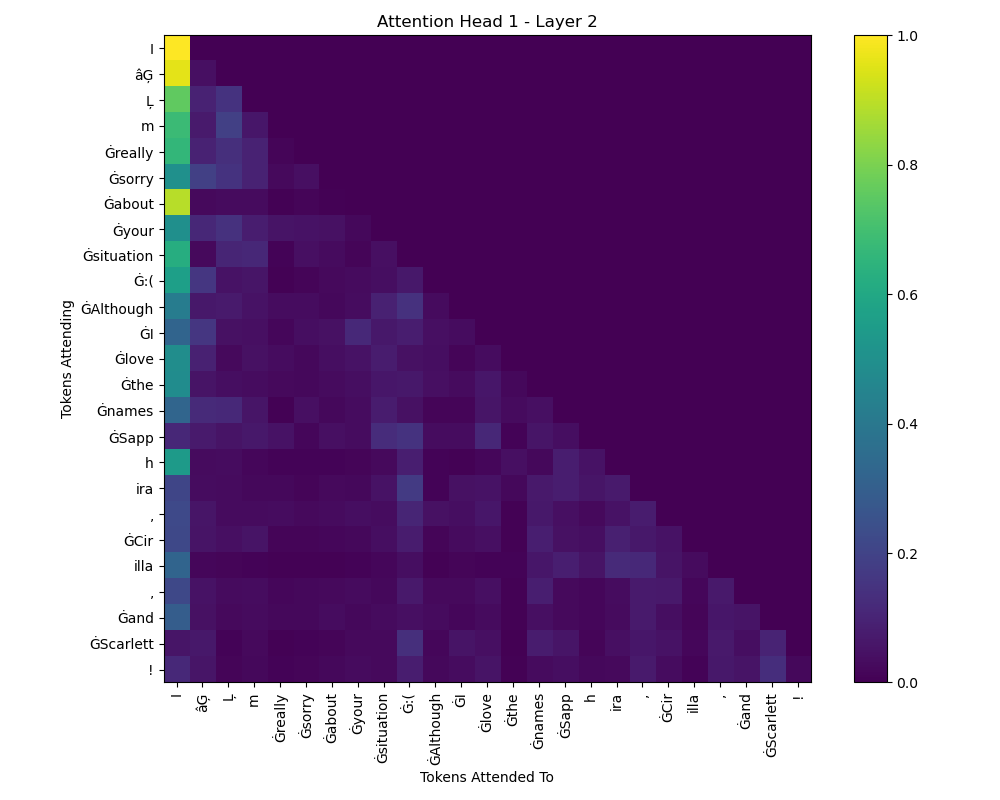 Attention Head 1 - Layer 2
Tokens Attending
I
âĢ
Ļ
m
Ġreally
Ġsorry
Ġabout
Ġyour
Ġsituation
Ġ:(
ĠAlthough
ĠI
Ġlove
Ġthe
Ġnames
ĠSapp
h
ira
,
ĠCir
illa
,
Ġand
ĠScarlett
!
I
âĢ
Ļ
m
Ġreally
Ġsorry
Ġabout
Ġyour
Ġsituation
Ġ:(
ĠAlthough
ĠI
Ġlove
Ġthe
Ġnames
ĠSapp
h
ira
,
ĠCir
illa
,
Ġand
ĠScarlett
!
Tokens Attended To
1.0
0.8
0.6
0.4
0.2
0.0